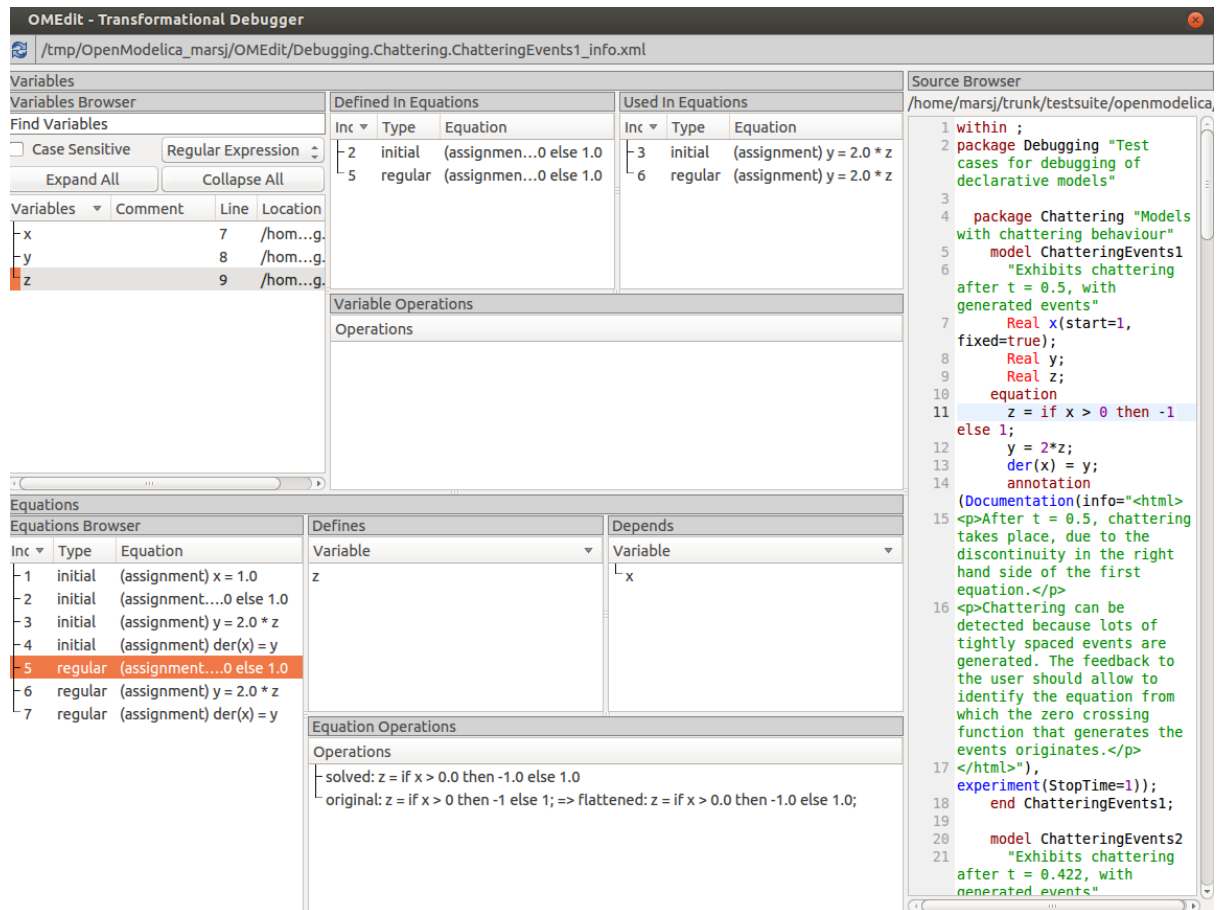 OMEdit - Transformational Debugger
/tmp/OpenModelica_marsj/OMEdit/Debugging.Chattering.ChatteringEvents1_info.xml
Variables
Variables Browser
Find Variables
Case Sensitive
Regular Expression
Expand All
Collapse All
Variables Comment Line Location
x 7 /hom...g.
y 8 /hom...g.
z 9 /hom...g.
Defined In Equations
Inc Type Equation
2 initial (assignmen...0 else 1.0
5 regular (assignmen...0 else 1.0
Used In Equations
Inc Type Equation
3 initial (assignment) y = 2.0 * z
6 regular (assignment) y = 2.0 * z
Variable Operations
Operations
Equations
Equations Browser
Inc Type Equation
1 initial (assignment) x = 1.0
2 initial (assignment....0 else 1.0
3 initial (assignment) y = 2.0 * z
4 initial (assignment) der(x) = y
5 regular (assignment....0 else 1.0
6 regular (assignment) y = 2.0 * z
7 regular (assignment) der(x) = y
Defines
Variable
z
Depends
Variable
x
Equation Operations
Operations
solved: z = if x > 0.0 then -1.0 else 1.0
original: z = if x > 0 then -1 else 1; => flattened: z = if x > 0.0 then -1.0 else 1.0;
Source Browser
/home/marsj/trunk/testsuite/openmodelica/
1 within ;
2 package Debugging "Test
cases for debugging of
declarative models"
3
4 package Chattering "Models
with chattering behaviour"
5 model ChatteringEvents1
6 "Exhibits chattering
after t = 0.5, with
generated events"
7 Real x(start=1,
fixed=true);
8 Real y;
9 Real z;
10 equation
11 z = if x > 0 then -1
else 1;
12 y = 2*z;
13 der(x) = y;
14 annotation
(Documentation(info="<html>
15 <p>After t = 0.5, chattering
takes place, due to the
discontinuity in the right
hand side of the first
equation.</p>
16 <p>Chattering can be
detected because lots of
tightly spaced events are
generated. The feedback to
the user should allow to
identify the equation from
which the zero crossing
function that generates the
events originates.</p>
17 </html>"),
experiment(StopTime=1));
18 end ChatteringEvents1;
19
20 model ChatteringEvents2
21 "Exhibits chattering
after t = 0.422, with
generated events"